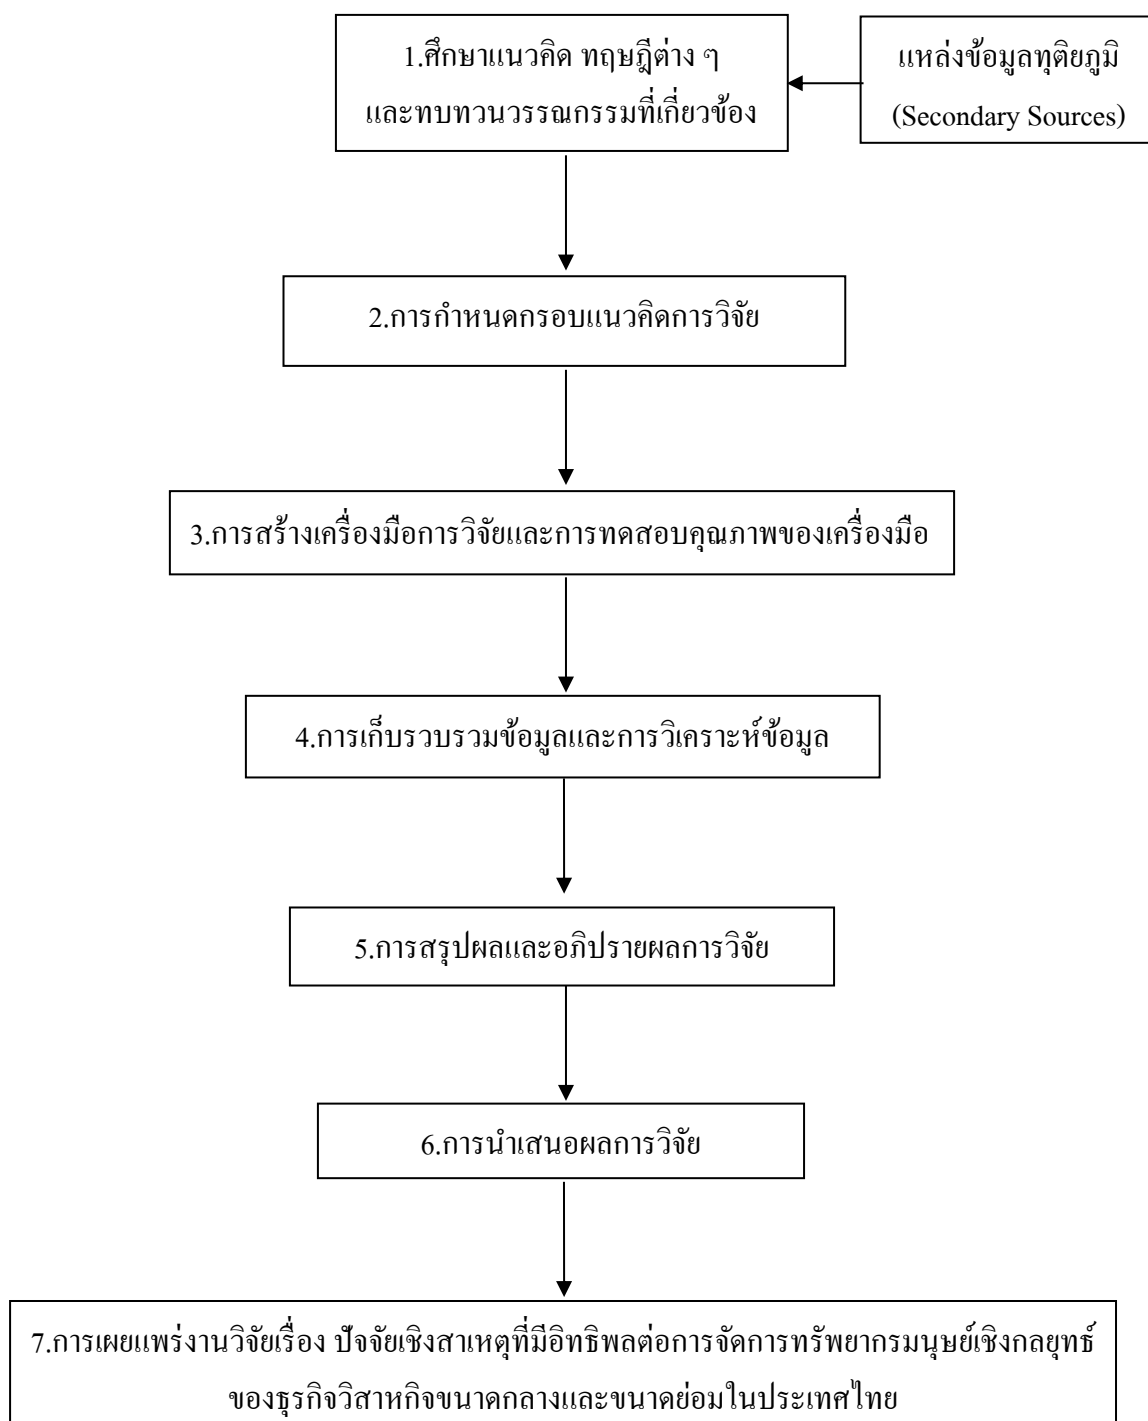 1.ศึกษาแนวคิด ทฤษฎีต่าง ๆ
และทบทวนวรรณกรรมที่เกี่ยวข้อง
แหล่งข้อมูลทุติยภูมิ
(Secondary Sources)
2.การกำหนดกรอบแนวคิดการวิจัย
3.การสร้างเครื่องมือการวิจัยและการทดสอบคุณภาพของเครื่องมือ
4.การเก็บรวบรวมข้อมูลและการวิเคราะห์ข้อมูล
5.การสรุปผลและอภิปรายผลการวิจัย
6.การนำเสนอผลการวิจัย
7.การเผยแพร่งานวิจัยเรื่อง ปัจจัยเชิงสาเหตุที่มีอิทธิพลต่อการจัดการทรัพยากรมนุษย์เชิงกลยุทธ์
ของธุรกิจวิสาหกิจขนาดกลางและขนาดย่อมในประเทศไทย